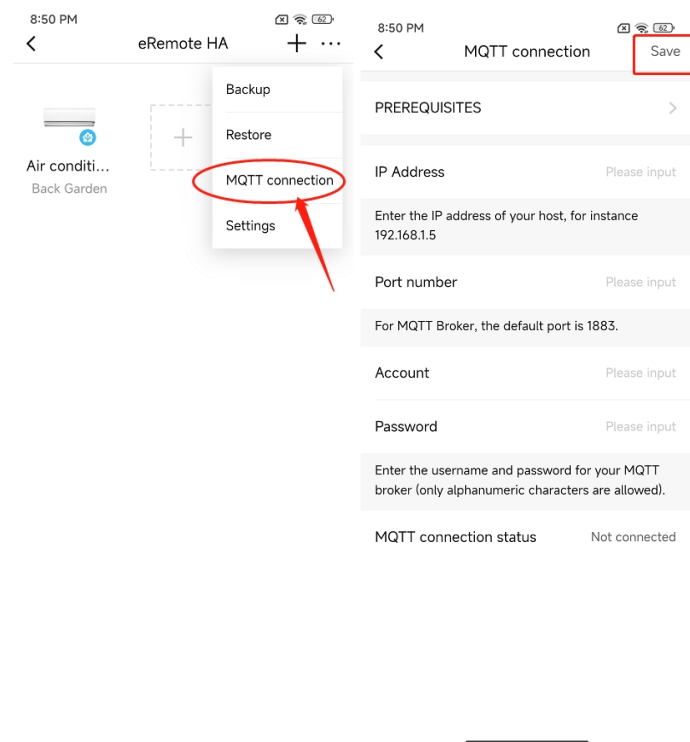 8:50 PM
62
eRemote HA
Backup
Restore
MQTT connection
Settings
Air conditi...
Back Garden
8:50 PM
62
MQTT connection
Save
PREREQUISITES
IP Address
Please input
Enter the IP address of your host, for instance
192.168.1.5
Port number
Please input
For MQTT Broker, the default port is 1883.
Account
Please input
Password
Please input
Enter the username and password for your MQTT
broker (only alphanumeric characters are allowed).
MQTT connection status
Not connected